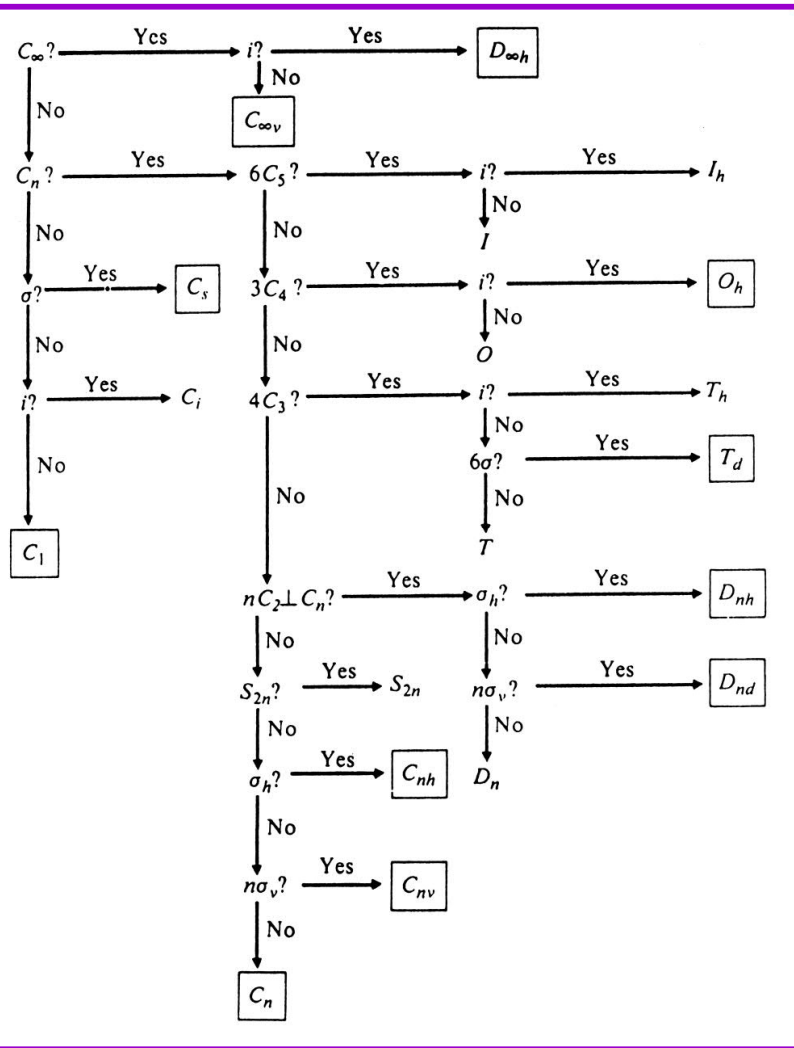 C∞? Yes i? Yes D∞h
No No
C∞v
Cn? Yes 6C5? Yes i? Yes Ih
No No No
I
σ? Yes Cs 3C4? Yes i? Yes Oh
No No No
O
i? Yes Ci 4C3? Yes i? Yes Th
No No No
6σ? Yes Td
No
C1 T
nC2⊥Cn? Yes σh? Yes Dnh
No No
S2n? Yes S2n nσv? Yes Dnd
No No
σh? Yes Cnh Dn
No
nσv? Yes Cnv
No
Cn